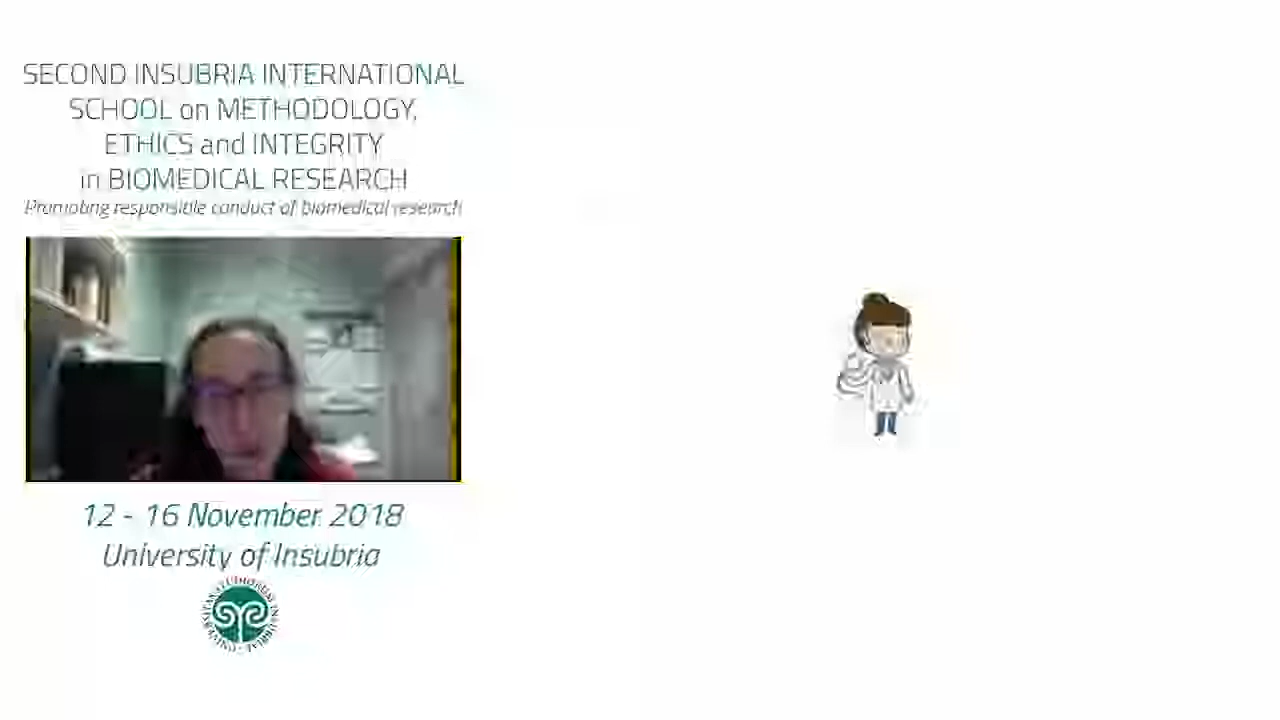 SECOND INSUBRIA INTERNATIONAL
SCHOOL on METHODOLOGY,
ETHICS and INTEGRITY
in BIOMEDICAL RESEARCH
Promoting responsible conduct of biomedical research
12 - 16 November 2018
University of Insubria